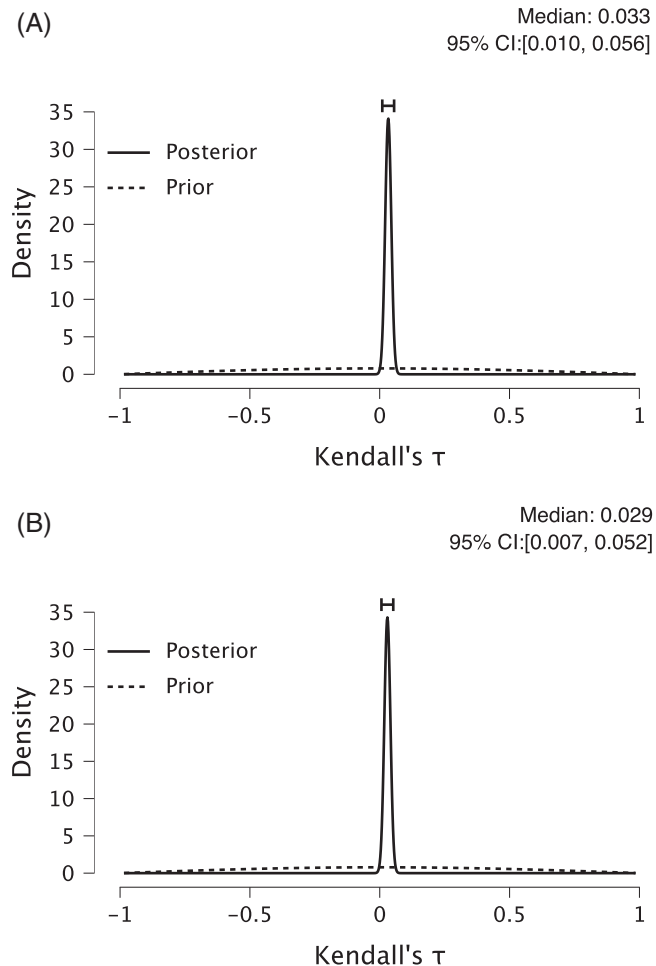 (A)
Median: 0.033
95% CI:[0.010, 0.056]
35
30
25
20
15
10
5
0
Density
Posterior
Prior
−1 −0.5 0 0.5 1
Kendall's τ
(B)
Median: 0.029
95% CI:[0.007, 0.052]
35
30
25
20
15
10
5
0
Density
Posterior
Prior
−1 −0.5 0 0.5 1
Kendall's τ